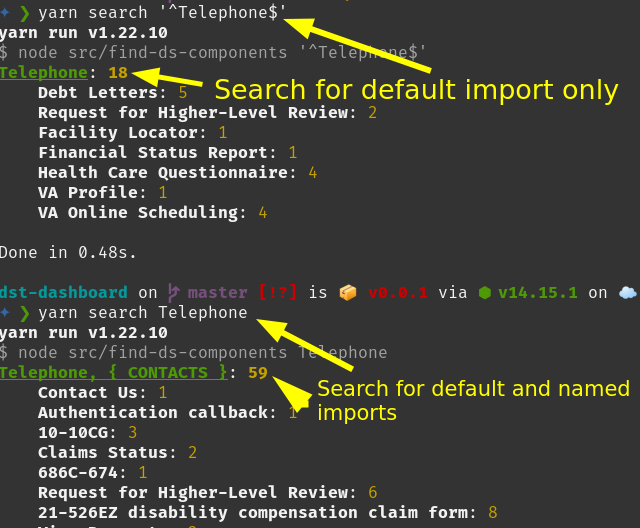 ✦ ❯ yarn search '^Telephone$'
yarn run v1.22.10
$ node src/find-ds-components '^Telephone$'
Telephone: 18
Search for default import only
Debt Letters: 5
Request for Higher-Level Review: 2
Facility Locator: 1
Financial Status Report: 1
Health Care Questionnaire: 4
VA Profile: 1
VA Online Scheduling: 4
Done in 0.48s.
dst-dashboard on master [!?] is 📦 v0.0.1 via ⬢ v14.15.1 on ☁️
✦ ❯ yarn search Telephone
yarn run v1.22.10
$ node src/find-ds-components Telephone
Telephone, { CONTACTS }: 59
Search for default and named
imports
Contact Us: 1
Authentication callback: 1
10-10CG: 3
Claims Status: 2
686C-674: 1
Request for Higher-Level Review: 6
21-526EZ disability compensation claim form: 8